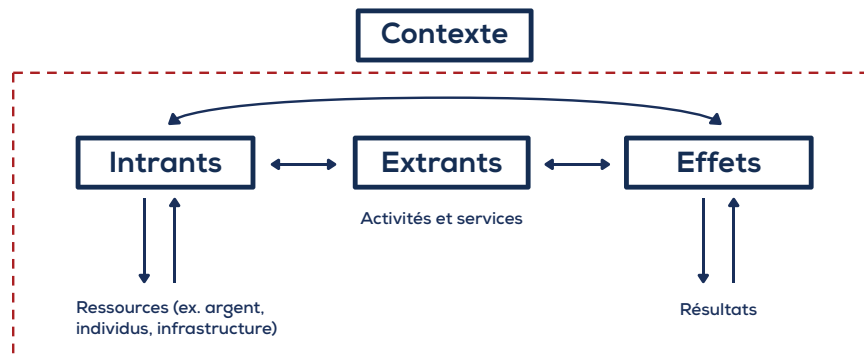 Contexte
Intrants
Extrants
Effets
Activités et services
Ressources (ex. argent,
individus, infrastructure)
Résultats